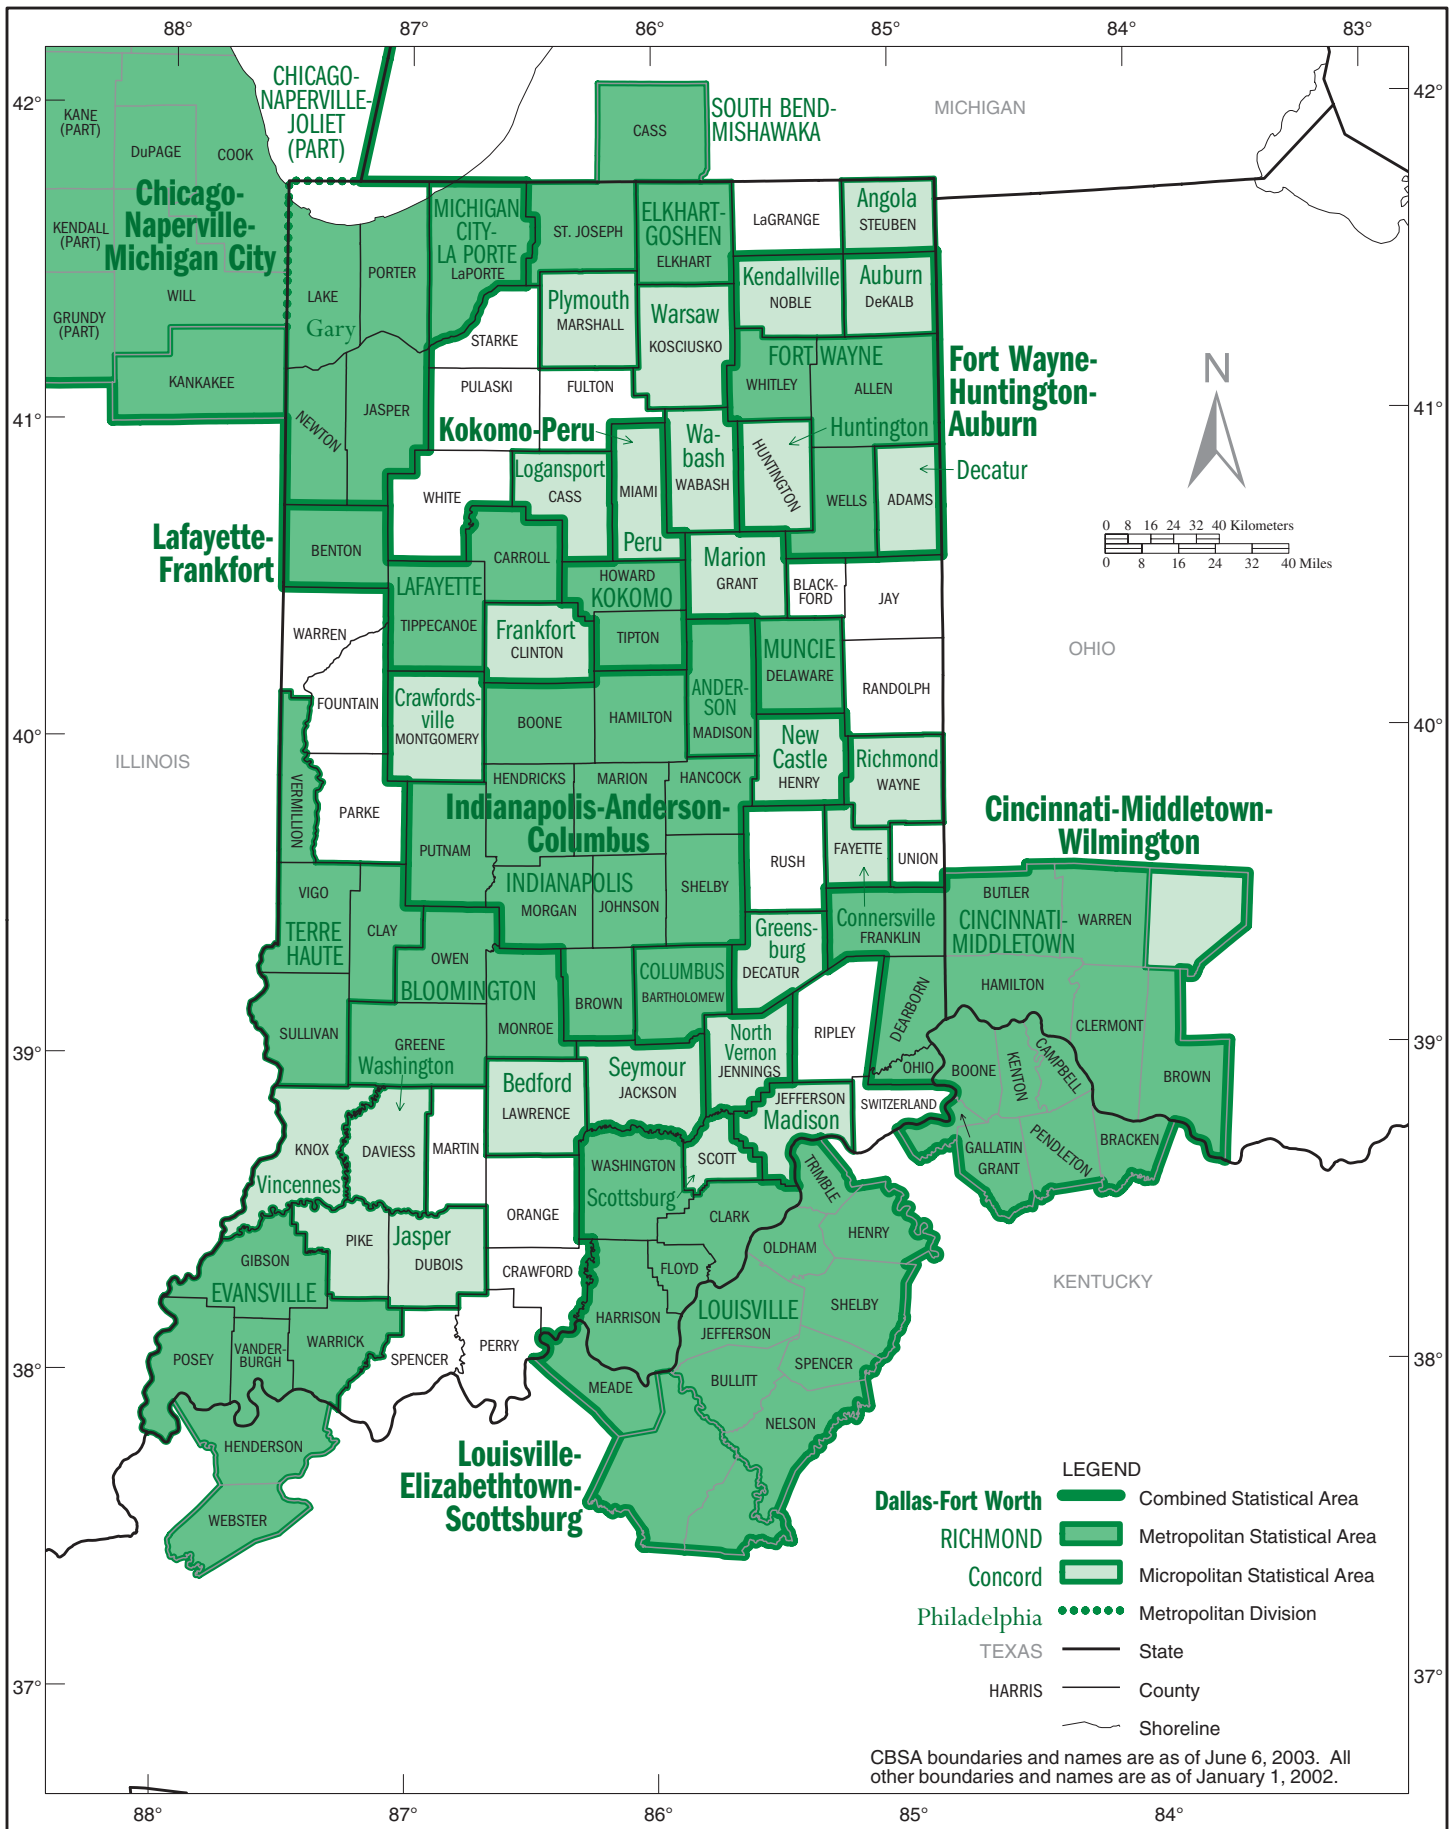 88°
87°
86°
85°
84°
83°
42°
42°
CHICAGO-
NAPERVILLE-
JOLIET
(PART)
SOUTH BEND-
MISHAWAKA
MICHIGAN
KANE
(PART)
DuPAGE
COOK
CASS
Chicago-
Naperville-
Michigan City
KENDALL
(PART)
WILL
GRUNDY
(PART)
KANKAKEE
MICHIGAN
CITY-
LA PORTE
LaPORTE
PORTER
LAKE
Gary
ST. JOSEPH
ELKHART-
GOSHEN
ELKHART
LaGRANGE
Angola
STEUBEN
Kendallville
NOBLE
Auburn
DeKALB
Plymouth
MARSHALL
Warsaw
KOSCIUSKO
STARKE
FORT WAYNE
WHITLEY
ALLEN
Fort Wayne-
Huntington-
Auburn
N
PULASKI
FULTON
NEWTON
JASPER
41°
41°
Kokomo-Peru
Huntington
HUNTINGTON
Wa-
bash
WABASH
Logansport
CASS
MIAMI
Peru
WHITE
WELLS
ADAMS
Decatur
0 8 16 24 32 40 Kilometers
0 8 16 24 32 40 Miles
Lafayette-
Frankfort
BENTON
CARROLL
Marion
GRANT
LAFAYETTE
TIPPECANOE
HOWARD
KOKOMO
TIPTON
BLACK-
FORD
JAY
WARREN
Frankfort
CLINTON
MUNCIE
DELAWARE
OHIO
FOUNTAIN
Crawfords-
ville
MONTGOMERY
BOONE
HAMILTON
ANDER-
SON
MADISON
RANDOLPH
40°
40°
ILLINOIS
New
Castle
HENRY
Richmond
WAYNE
VERMILLION
PARKE
HENDRICKS
MARION
HANCOCK
Indianapolis-Anderson-
Columbus
PUTNAM
Cincinnati-Middletown-
Wilmington
RUSH
FAYETTE
UNION
VIGO
INDIANAPOLIS
MORGAN
JOHNSON
SHELBY
BUTLER
CINCINNATI-
MIDDLETOWN
WARREN
TERRE
HAUTE
CLAY
OWEN
Connersville
FRANKLIN
Greens-
burg
DECATUR
BLOOMINGTON
COLUMBUS
BARTHOLOMEW
BROWN
HAMILTON
SULLIVAN
MONROE
DEARBORN
CLERMONT
GREENE
Washington
North
Vernon
JENNINGS
RIPLEY
39°
39°
Bedford
LAWRENCE
Seymour
JACKSON
OHIO
BOONE
KENTON
CAMPBELL
BROWN
JEFFERSON
Madison
SWITZERLAND
KNOX
DAVIESS
MARTIN
GALLATIN
GRANT
PENDLETON
BRACKEN
Vincennes
WASHINGTON
SCOTT
Scottsburg
TRIMBLE
ORANGE
CLARK
HENRY
PIKE
Jasper
DUBOIS
OLDHAM
GIBSON
EVANSVILLE
CRAWFORD
FLOYD
KENTUCKY
HARRISON
LOUISVILLE
JEFFERSON
SHELBY
POSEY
VANDER-
BURGH
WARRICK
SPENCER
PERRY
38°
38°
SPENCER
MEADE
BULLITT
NELSON
HENDERSON
Louisville-
Elizabethtown-
Scottsburg
WEBSTER
LEGEND
Dallas-Fort Worth Combined Statistical Area
RICHMOND Metropolitan Statistical Area
Concord Micropolitan Statistical Area
Philadelphia Metropolitan Division
TEXAS State
HARRIS County
Shoreline
37°
37°
CBSA boundaries and names are as of June 6, 2003. All
other boundaries and names are as of January 1, 2002.
88°
87°
86°
85°
84°